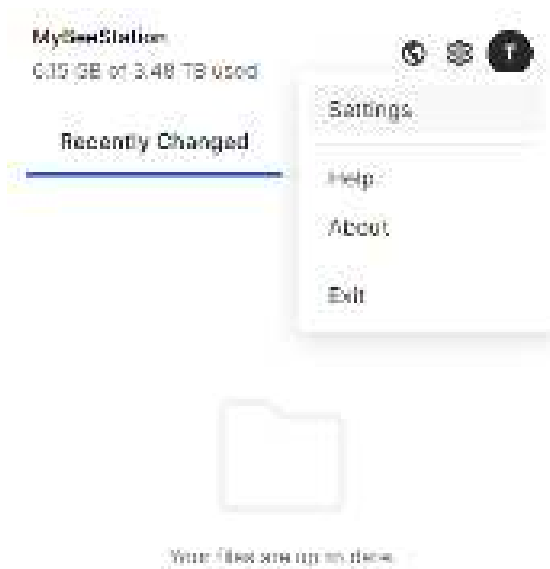 MySeeStation
6.15 GB of 3.48 TB used
T
Settings
Recently Changed
Help
About
Exit
Your files are up to date.